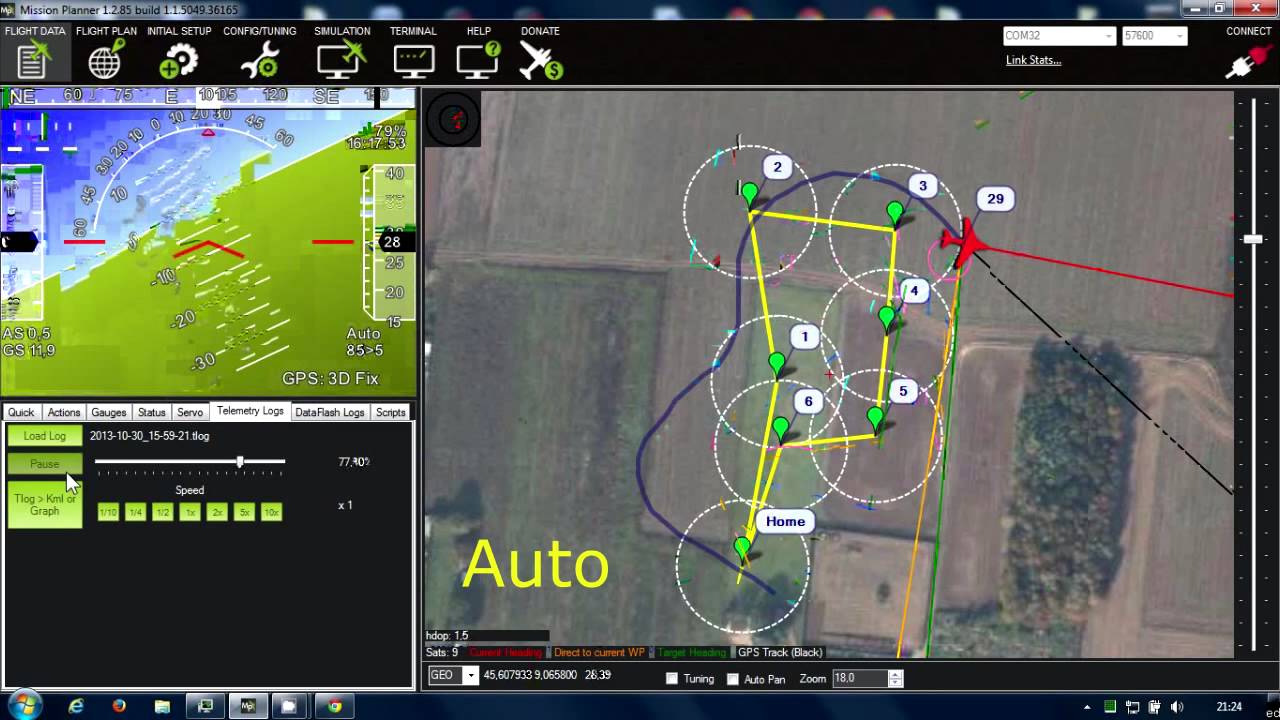 Mission Planner 1.2.85 build 1.1.5049.36165
FLIGHT DATA FLIGHT PLAN INITIAL SETUP CONFIG/TUNING SIMULATION TERMINAL HELP DONATE
COM32 57600 CONNECT
Link Stats...
NE 60 75 E 105 120 SE 150
10 0 10 20 30 45 60
20 30 45 60
79%
16:17:53
10
-10
-20
-30
40
35
28
25
20
15
AS 0,5
GS 11,9
Auto
85>5
GPS: 3D Fix
Quick Actions Gauges Status Servo Telemetry Logs DataFlash Logs Scripts
Load Log 2013-10-30_15-59-21.tlog
Pause
Tlog > Kml or Graph
Speed
x 1
1/10 1/4 1/2 1x 2x 5x 10x
2
3
29
4
1
5
6
Home
Auto
hdop: 1,5
Sats: 9 Current Heading Direct to current WP Target Heading GPS Track (Black)
GEO 45,607933 9,065800 Tuning Auto Pan Zoom 18,0
21:24